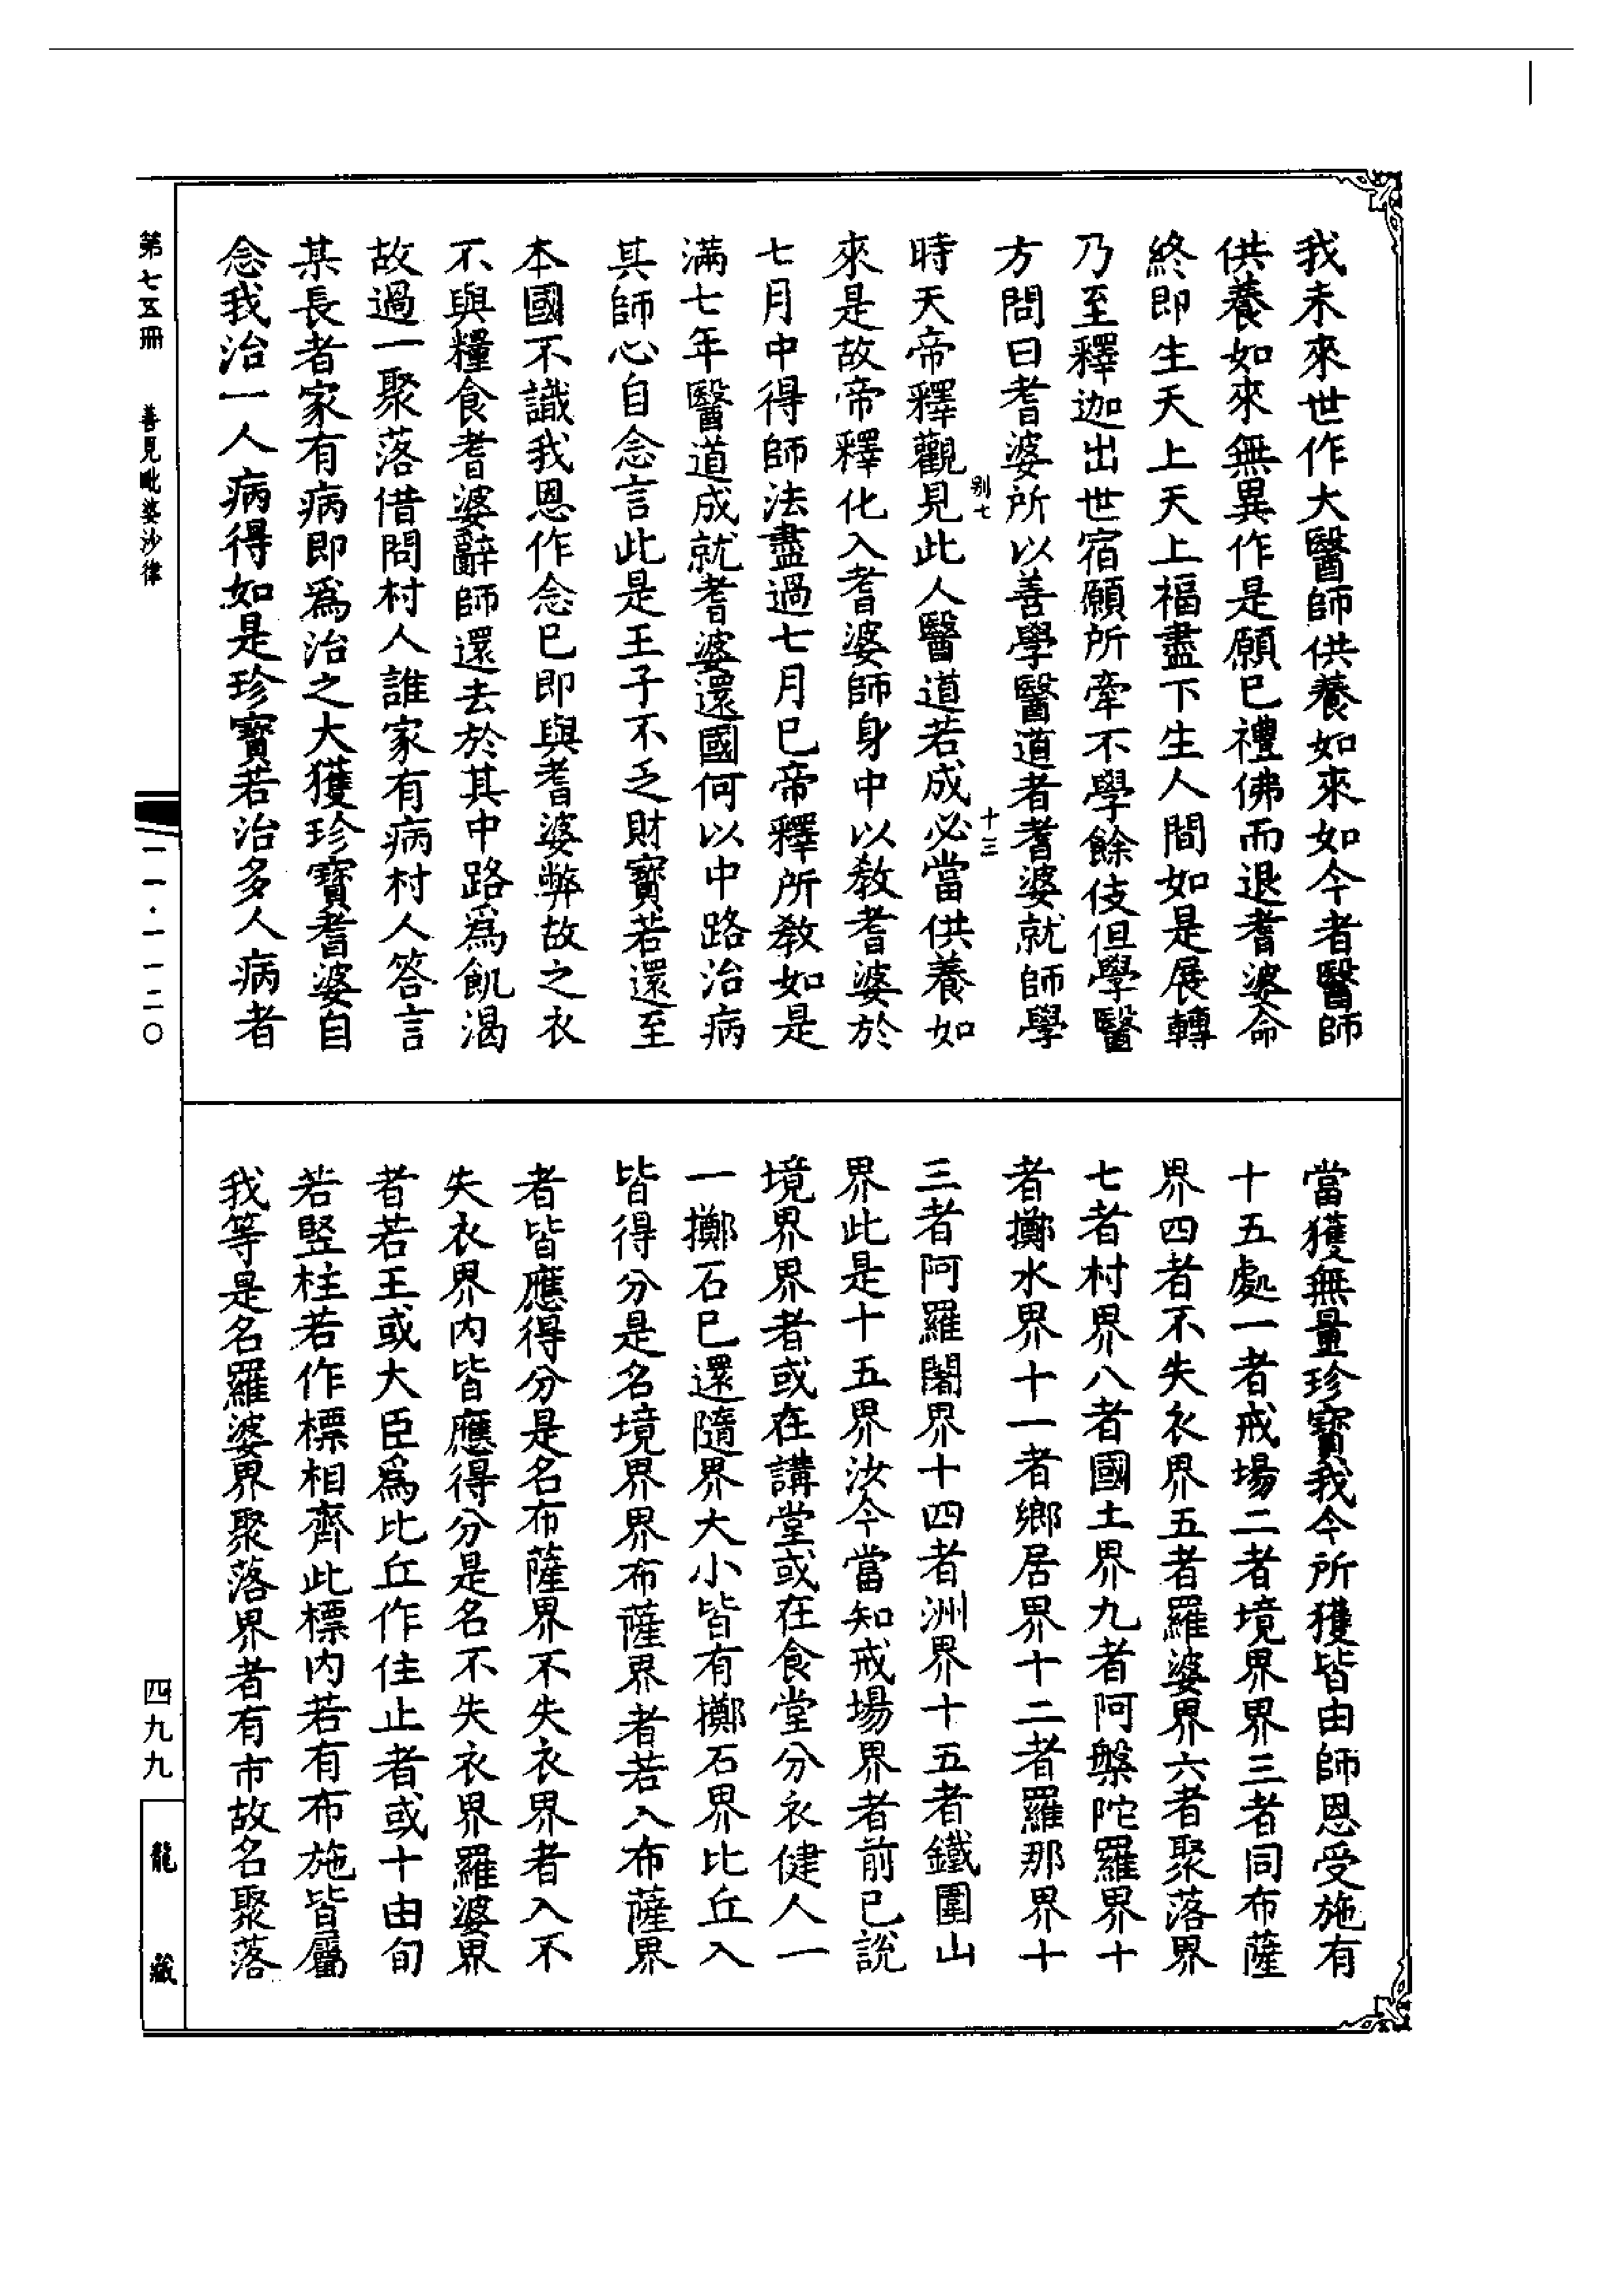 我未來世作大醫師供養如來如今者醫師
供養如來無異作是願已禮佛而退耆婆命
終即生天上天上福盡下生人間如是展轉
乃至釋迦出世宿願所牽不學餘伎但學醫
方問曰耆婆所以善學醫道者耆婆就師學
別七
十三
時天帝釋觀見此人醫道若成必當供養如
來是故帝釋化入耆婆師身中以教耆婆於
七月中得師法盡過七月已帝釋所教如是
滿七年醫道成就耆婆還國何以中路治病
其師心自念言此是王子不乏財寶若還至
本國不識我恩作念已即與耆婆弊故之衣
不與糧食耆婆辭師還去於其中路為飢渴
故過一聚落借問村人誰家有病村人答言
某長者家有病即為治之大獲珍寶耆婆自
念我治一人病得如是珍寶若治多人病者
當獲無量珍寶我今所獲皆由師恩受施有
十五處一者戒場二者境界界三者同布薩
界四者不失衣界五者羅婆界六者聚落界
七者村界八者國土界九者阿槃陀羅界十
者擲水界十一者鄉居界十二者羅那界十
三者阿羅闍界十四者洲界十五者鐵圍山
界此是十五界汝今當知戒場界者前已說
境界界者或在講堂或在食堂分衣健人一
一擲石已還隨界大小皆有擲石界比丘入
皆得分是名境界界布薩界者若入布薩界
者皆應得分是名布薩界不失衣界者入不
失衣界內皆應得分是名不失衣界羅婆界
者若王或大臣為比丘作住止者或十由旬
若竪柱若作標相齊此標內若有布施皆屬
我等是名羅婆界聚落界者有市故名聚落
第七五冊 善見毗婆沙律
一一·一一二〇
四九九
龍藏